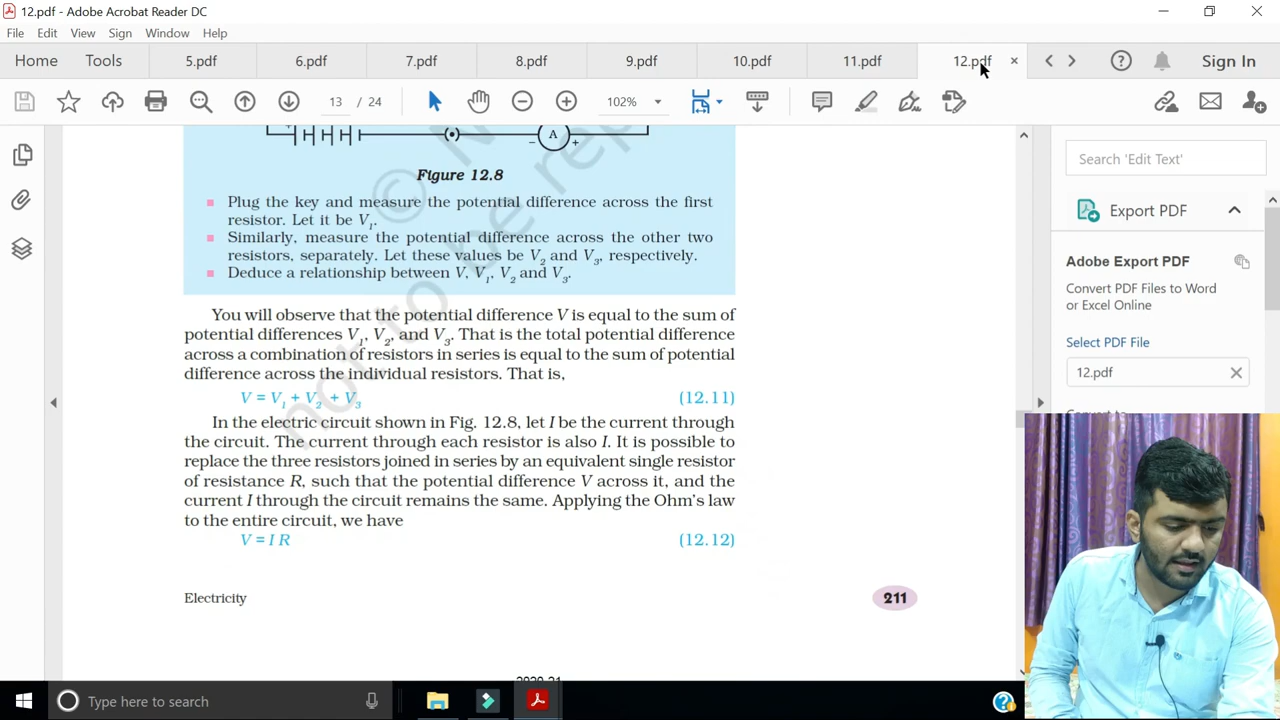 12.pdf - Adobe Acrobat Reader DC
File Edit View Sign Window Help
Home Tools 5.pdf 6.pdf 7.pdf 8.pdf 9.pdf 10.pdf 11.pdf 12.pdf × Sign In
13 / 24 102%
A
− +
Figure 12.8
Plug the key and measure the potential difference across the first
resistor. Let it be V1.
Similarly, measure the potential difference across the other two
resistors, separately. Let these values be V2 and V3, respectively.
Deduce a relationship between V, V1, V2 and V3.
You will observe that the potential difference V is equal to the sum of
potential differences V1, V2, and V3. That is the total potential difference
across a combination of resistors in series is equal to the sum of potential
difference across the individual resistors. That is,
V = V1 + V2 + V3 (12.11)
In the electric circuit shown in Fig. 12.8, let I be the current through
the circuit. The current through each resistor is also I. It is possible to
replace the three resistors joined in series by an equivalent single resistor
of resistance R, such that the potential difference V across it, and the
current I through the circuit remains the same. Applying the Ohm's law
to the entire circuit, we have
V = I R (12.12)
Electricity
211
not to be rep
©
Search 'Edit Text'
Export PDF
Adobe Export PDF
Convert PDF Files to Word
or Excel Online
Select PDF File
12.pdf
Type here to search